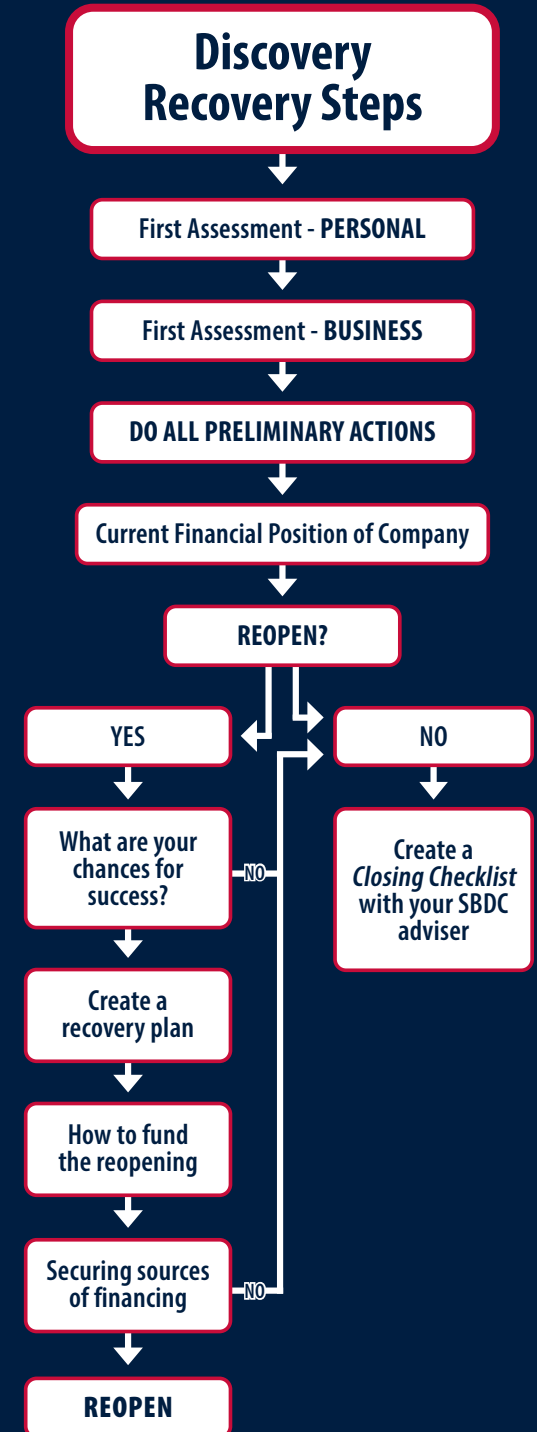 Discovery
Recovery Steps
First Assessment - PERSONAL
First Assessment - BUSINESS
DO ALL PRELIMINARY ACTIONS
Current Financial Position of Company
REOPEN?
YES
NO
What are your
chances for
success?
NO
Create a
Closing Checklist
with your SBDC
adviser
Create a
recovery plan
How to fund
the reopening
Securing sources
of financing
NO
REOPEN